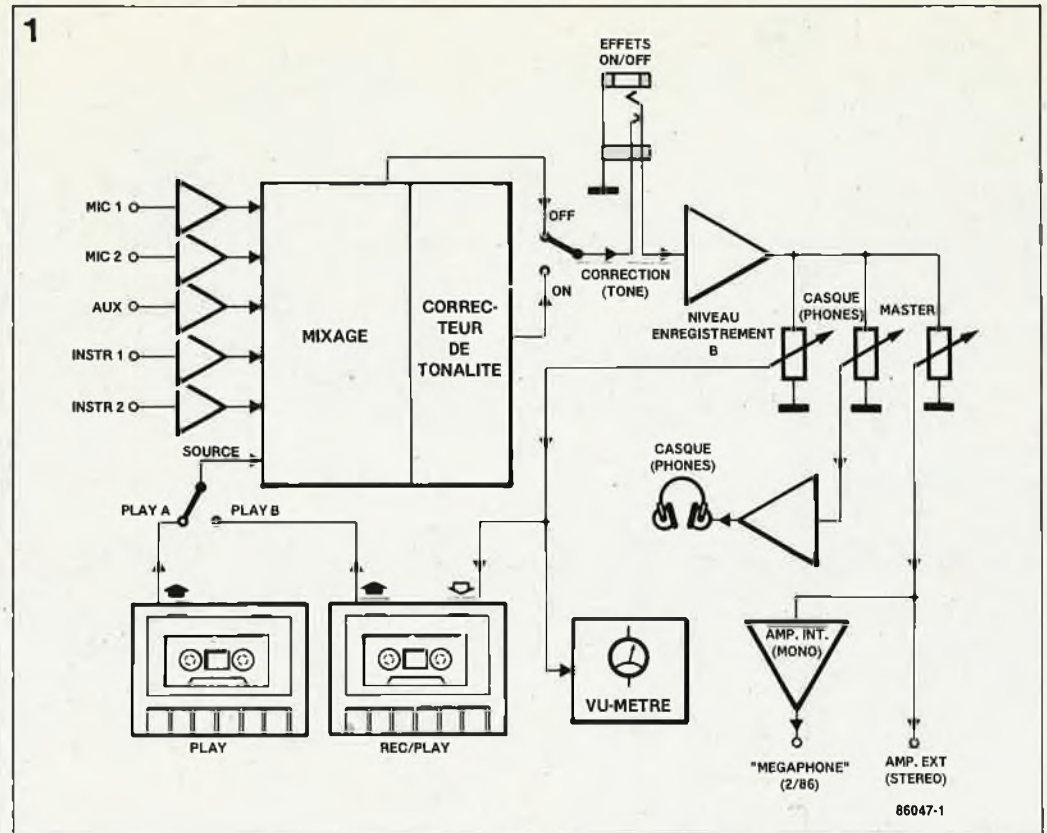 1
EFFETS
ON/OFF
MIC 1
MIC 2
AUX
INSTR 1
INSTR 2
MIXAGE
CORREC-
TEUR
DE
TONALITE
OFF
ON
CORRECTION
(TONE)
NIVEAU
ENREGISTREMENT
B
CASQUE
(PHONES)
MASTER
SOURCE
PLAY A
PLAY B
CASQUE
(PHONES)
PLAY
REC/PLAY
VU-METRE
AMP. INT.
(MONO)
"MEGAPHONE"
(2/86)
AMP. EXT
(STEREO)
86047-1